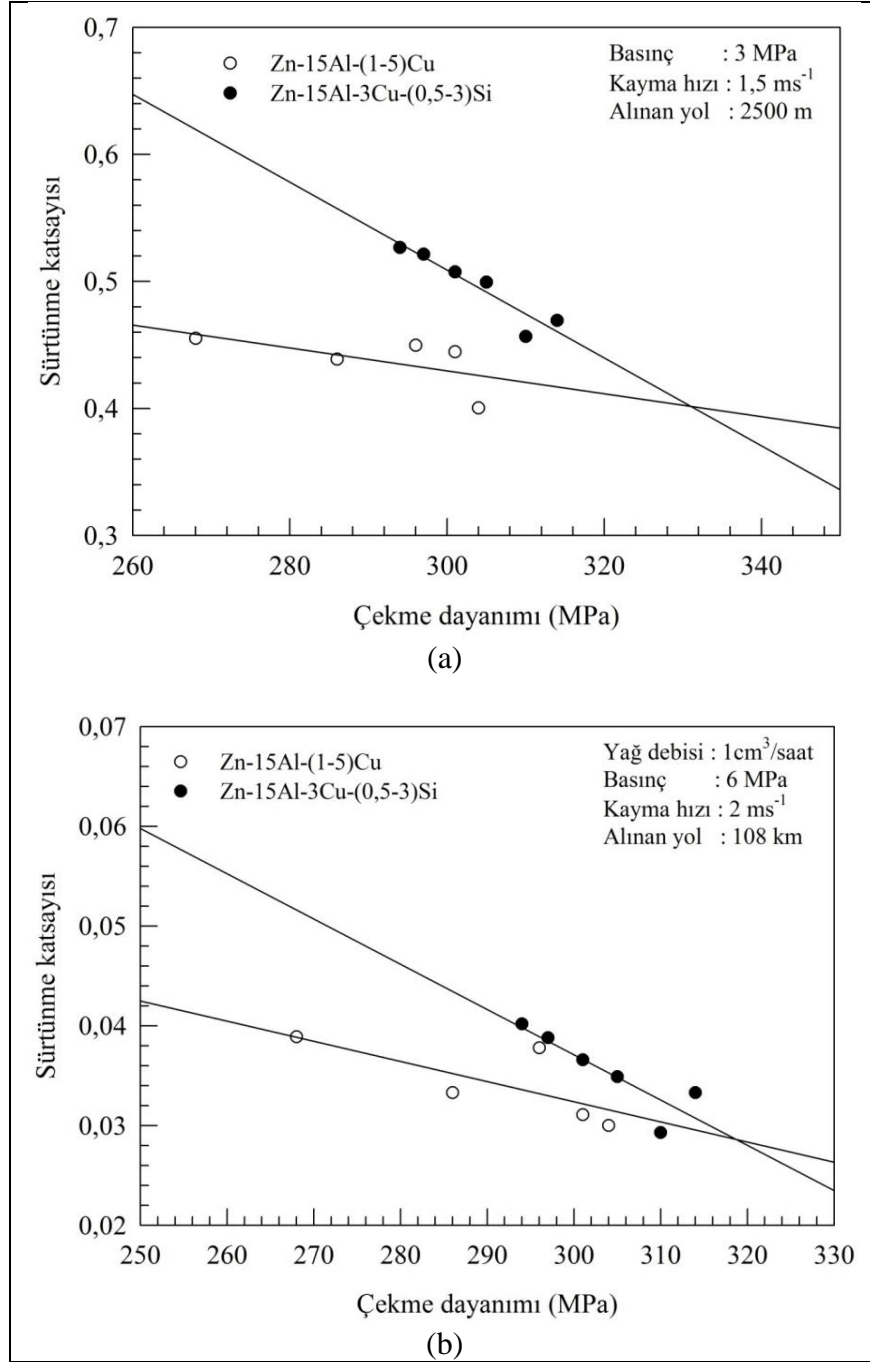 0,7
Zn-15Al-(1-5)Cu
Zn-15Al-3Cu-(0,5-3)Si
Basınç : 3 MPa
Kayma hızı : 1,5 ms⁻¹
Alınan yol : 2500 m
0,6
0,5
0,4
0,3
Sürtünme katsayısı
260 280 300 320 340
Çekme dayanımı (MPa)
(a)
0,07
Zn-15Al-(1-5)Cu
Zn-15Al-3Cu-(0,5-3)Si
Yağ debisi : 1cm³/saat
Basınç : 6 MPa
Kayma hızı : 2 ms⁻¹
Alınan yol : 108 km
0,06
0,05
0,04
0,03
0,02
Sürtünme katsayısı
250 260 270 280 290 300 310 320 330
Çekme dayanımı (MPa)
(b)